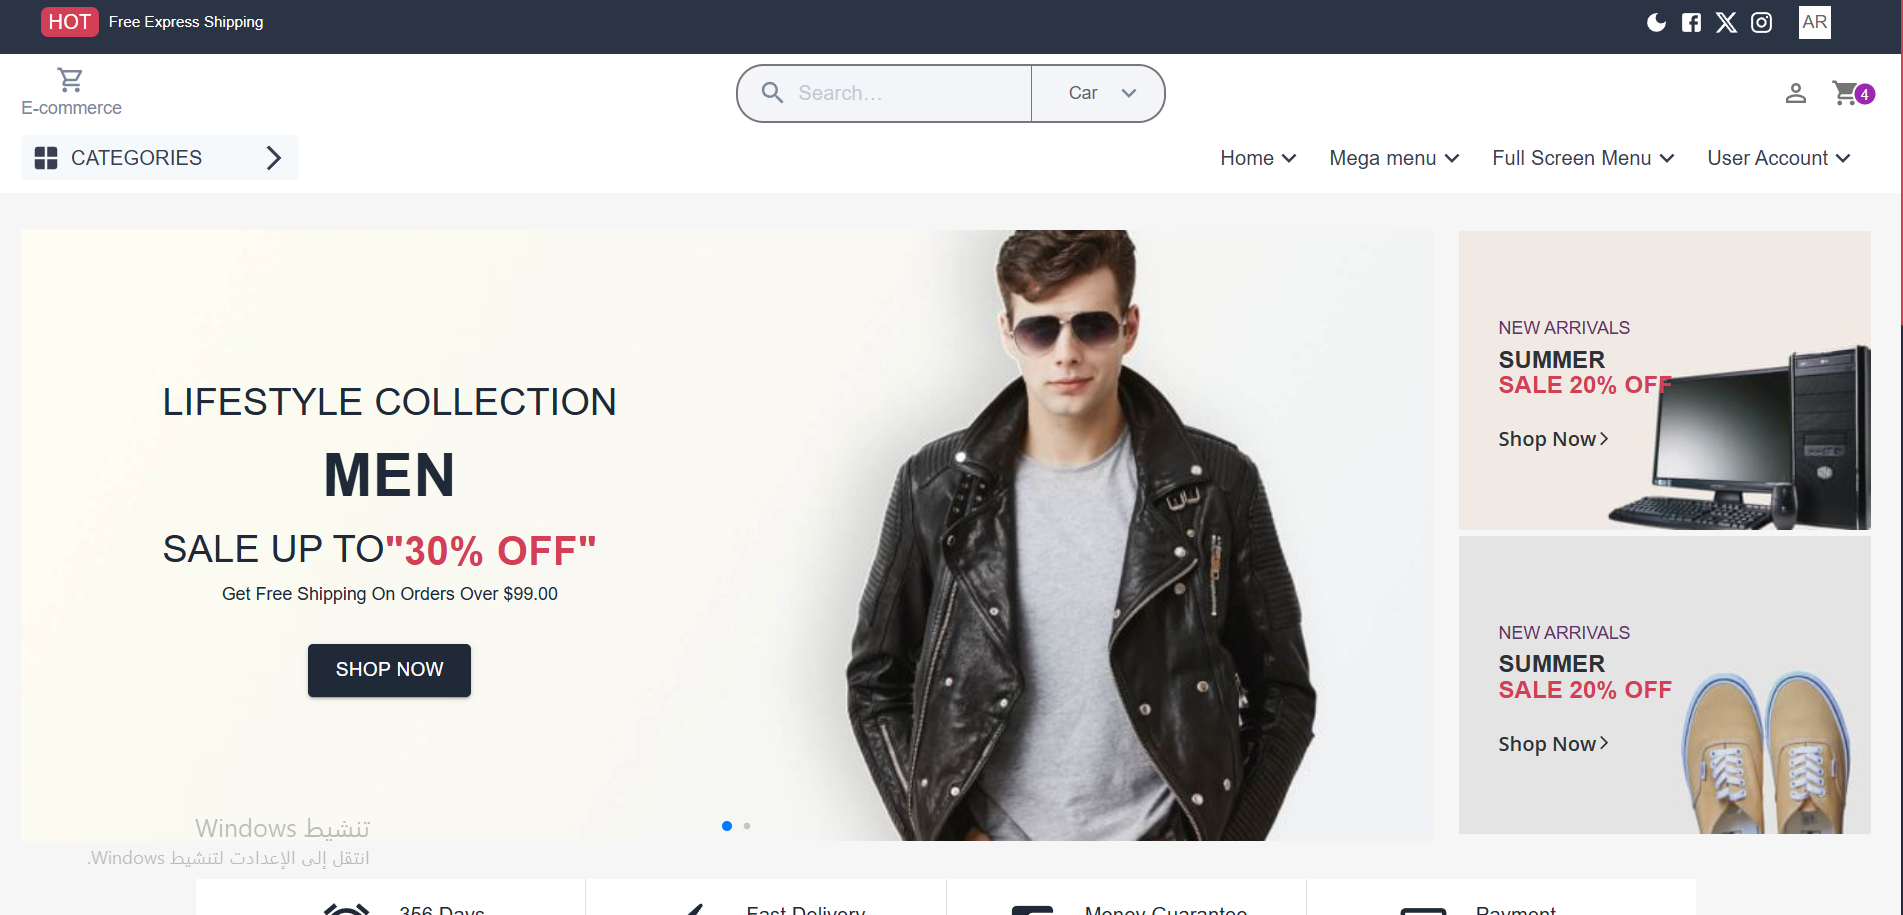 HOT Free Express Shipping
AR
E-commerce
Search…
Car
4
CATEGORIES
Home
Mega menu
Full Screen Menu
User Account
LIFESTYLE COLLECTION
MEN
SALE UP TO"30% OFF"
Get Free Shipping On Orders Over $99.00
SHOP NOW
NEW ARRIVALS
SUMMER
SALE 20% OFF
Shop Now
NEW ARRIVALS
SUMMER
SALE 20% OFF
Shop Now
تنشيط Windows
انتقل إلى الإعدادت لتنشيط Windows.
356 Days
Fast Delivery
Money Guarantee
Payment